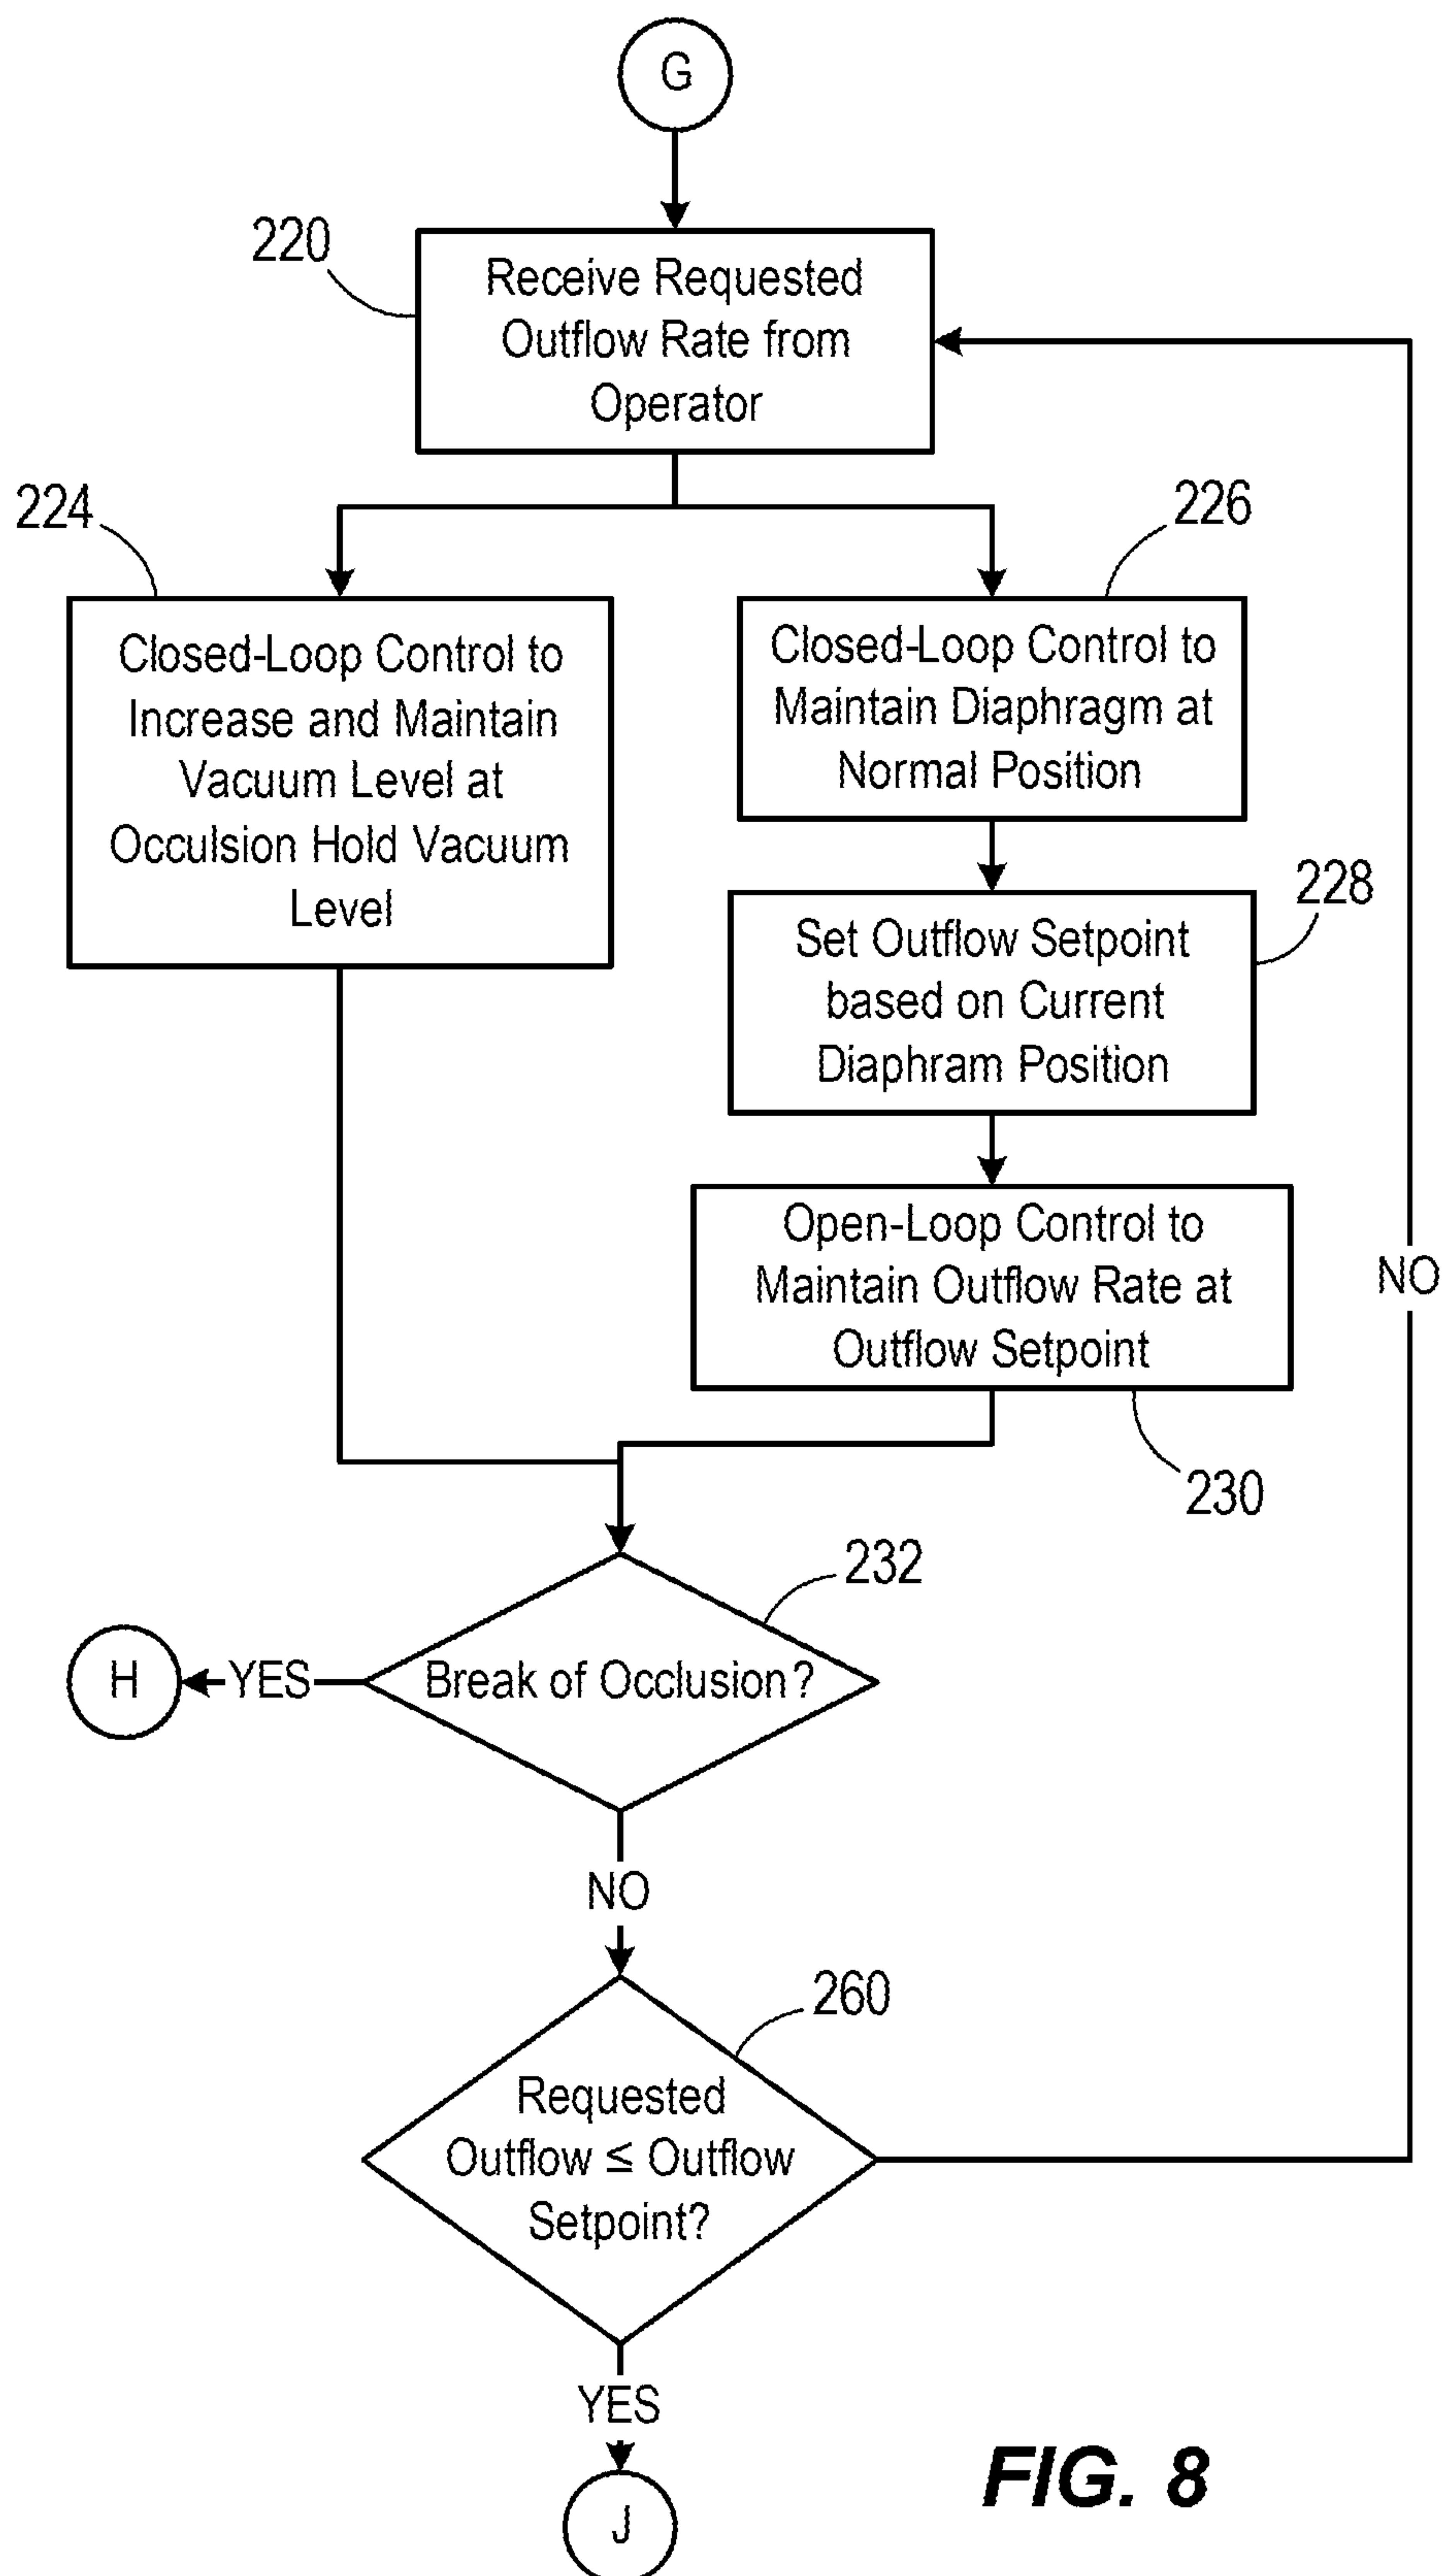 G
220
Receive Requested
Outflow Rate from
Operator
224
226
Closed-Loop Control to
Increase and Maintain
Vacuum Level at
Occulsion Hold Vacuum
Level
Closed-Loop Control to
Maintain Diaphragm at
Normal Position
228
Set Outflow Setpoint
based on Current
Diaphram Position
Open-Loop Control to
Maintain Outflow Rate at
Outflow Setpoint
NO
230
232
H
YES
Break of Occlusion?
NO
260
Requested
Outflow ≤ Outflow
Setpoint?
YES
J
FIG. 8